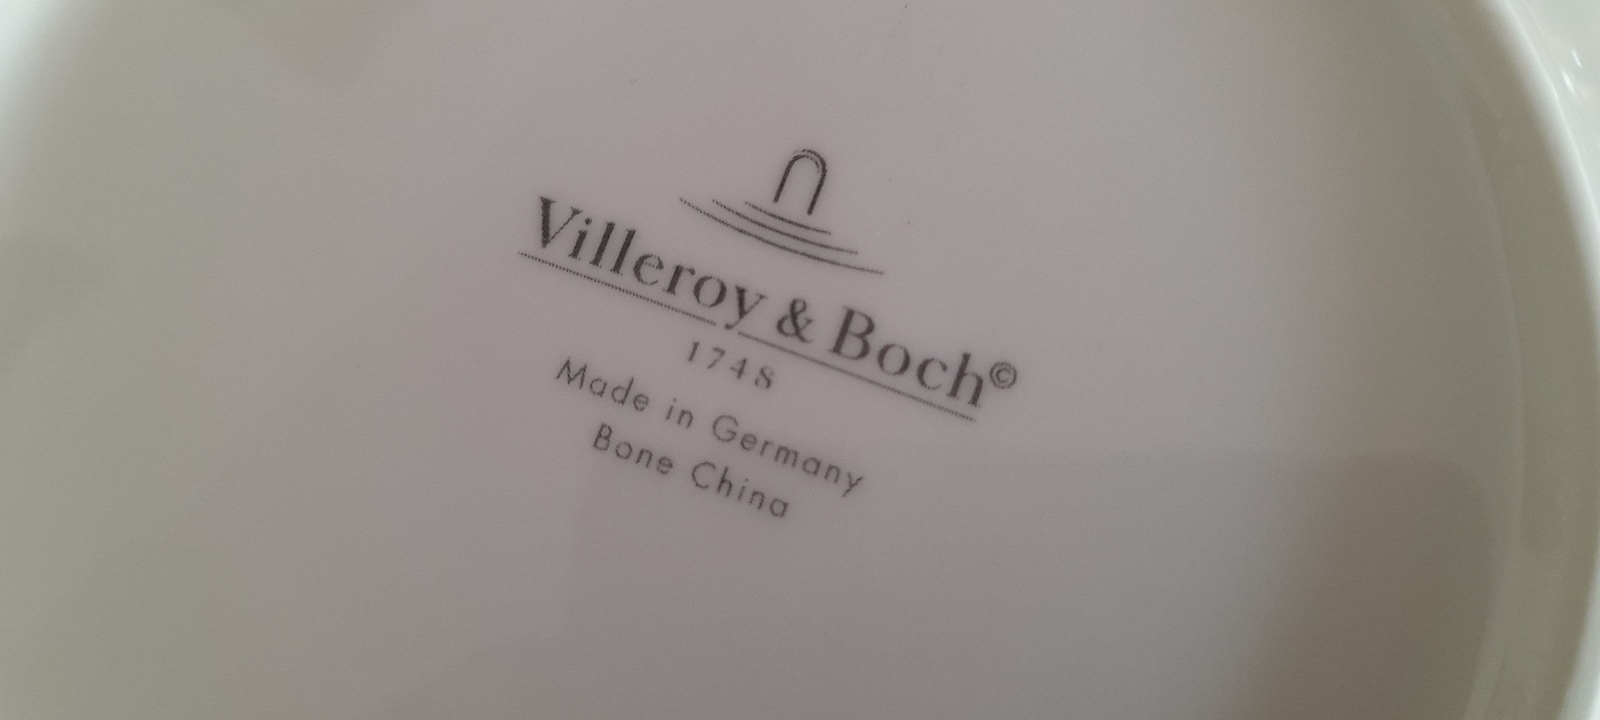 Villeroy & Boch©
1748
Made in Germany
Bone China